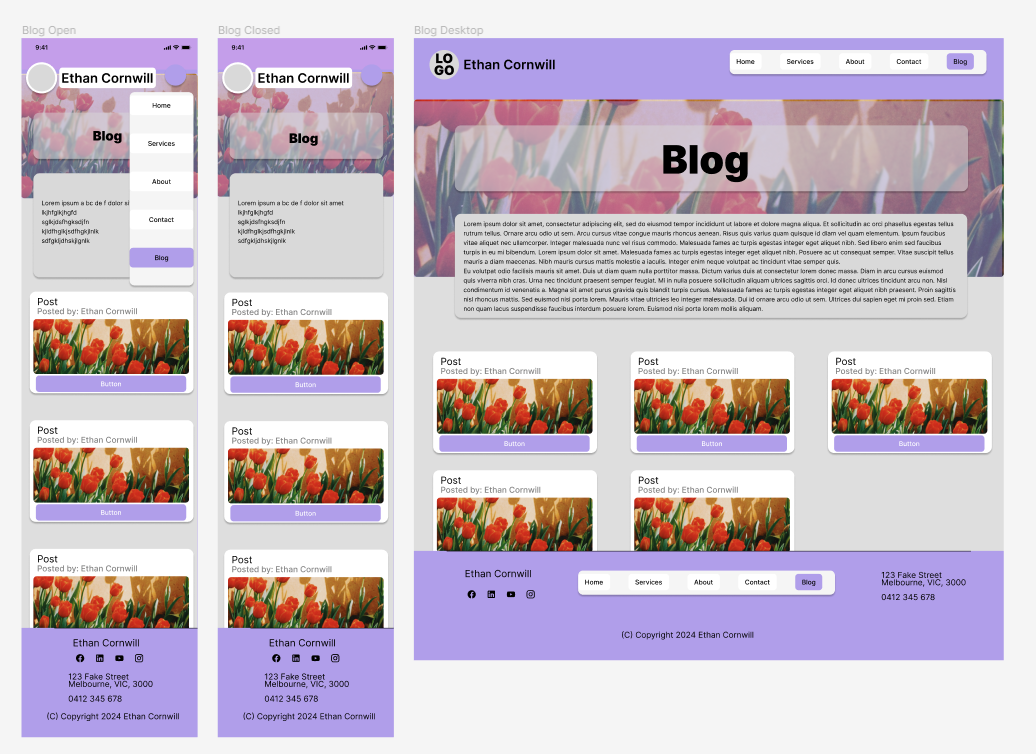 Blog Open
9:41
Ethan Cornwill
Home
Services
About
Contact
Blog
Blog
Lorem ipsum a bc de f dolor si
lkjhfglkjhgfd
sglkjdsfhgksdjfn
kjldfhgkljsdfhgkjlnlk
sdfgkljdhskljgnlk
Post
Posted by: Ethan Cornwill
Button
Post
Posted by: Ethan Cornwill
Button
Post
Posted by: Ethan Cornwill
Ethan Cornwill
123 Fake Street
Melbourne, VIC, 3000
0412 345 678
(C) Copyright 2024 Ethan Cornwill
Blog Closed
9:41
Ethan Cornwill
Blog
Lorem ipsum a bc de f dolor sit amet
lkjhfglkjhgfd
sglkjdsfhgksdjfn
kjldfhgkljsdfhgkjlnlk
sdfgkljdhskljgnlk
Post
Posted by: Ethan Cornwill
Button
Post
Posted by: Ethan Cornwill
Button
Post
Posted by: Ethan Cornwill
Ethan Cornwill
123 Fake Street
Melbourne, VIC, 3000
0412 345 678
(C) Copyright 2024 Ethan Cornwill
Blog Desktop
LO
GO
Ethan Cornwill
Home Services About Contact Blog
Blog
Lorem ipsum dolor sit amet, consectetur adipiscing elit, sed do eiusmod tempor incididunt ut labore et dolore magna aliqua. Et sollicitudin ac orci phasellus egestas tellus
rutrum tellus. Ornare arcu odio ut sem. Arcu cursus vitae congue mauris rhoncus aenean. Risus quis varius quam quisque id diam vel quam elementum. Ipsum faucibus
vitae aliquet nec ullamcorper. Integer malesuada nunc vel risus commodo. Malesuada fames ac turpis egestas integer eget aliquet nibh. Sed libero enim sed faucibus
turpis in eu mi bibendum. Lorem ipsum dolor sit amet consectetur adipiscing elit. Posuere ac ut consequat semper. Vitae suscipit tellus
mauris a diam maecenas. Nibh mauris cursus mattis molestie a iaculis. Integer enim neque volutpat ac tincidunt vitae semper quis.
Eu volutpat odio facilisis mauris sit amet. Duis ut diam quam nulla porttitor massa. Dictum varius duis at consectetur lorem donec massa. Diam in arcu cursus euismod
quis viverra nibh cras. Urna nec tincidunt praesent semper feugiat. Mi in nulla posuere sollicitudin aliquam ultrices sagittis orci. Id donec ultrices tincidunt arcu non. Nisl
condimentum id venenatis a. Magna sit amet purus gravida quis blandit turpis cursus. Malesuada fames ac turpis egestas integer eget aliquet nibh praesent. Proin sagittis
nisl rhoncus mattis. Sed euismod nisi porta lorem. Mauris vitae ultricies leo integer malesuada. Dui id ornare arcu odio ut sem. Ultrices dui sapien eget mi proin sed. Etiam
non quam lacus suspendisse faucibus interdum posuere lorem. Euismod nisi porta lorem mollis aliquam.
Post Post Post
Posted by: Ethan Cornwill Posted by: Ethan Cornwill Posted by: Ethan Cornwill
Button Button Button
Post Post
Posted by: Ethan Cornwill Posted by: Ethan Cornwill
Ethan Cornwill
Home Services About Contact Blog
123 Fake Street
Melbourne, VIC, 3000
0412 345 678
(C) Copyright 2024 Ethan Cornwill